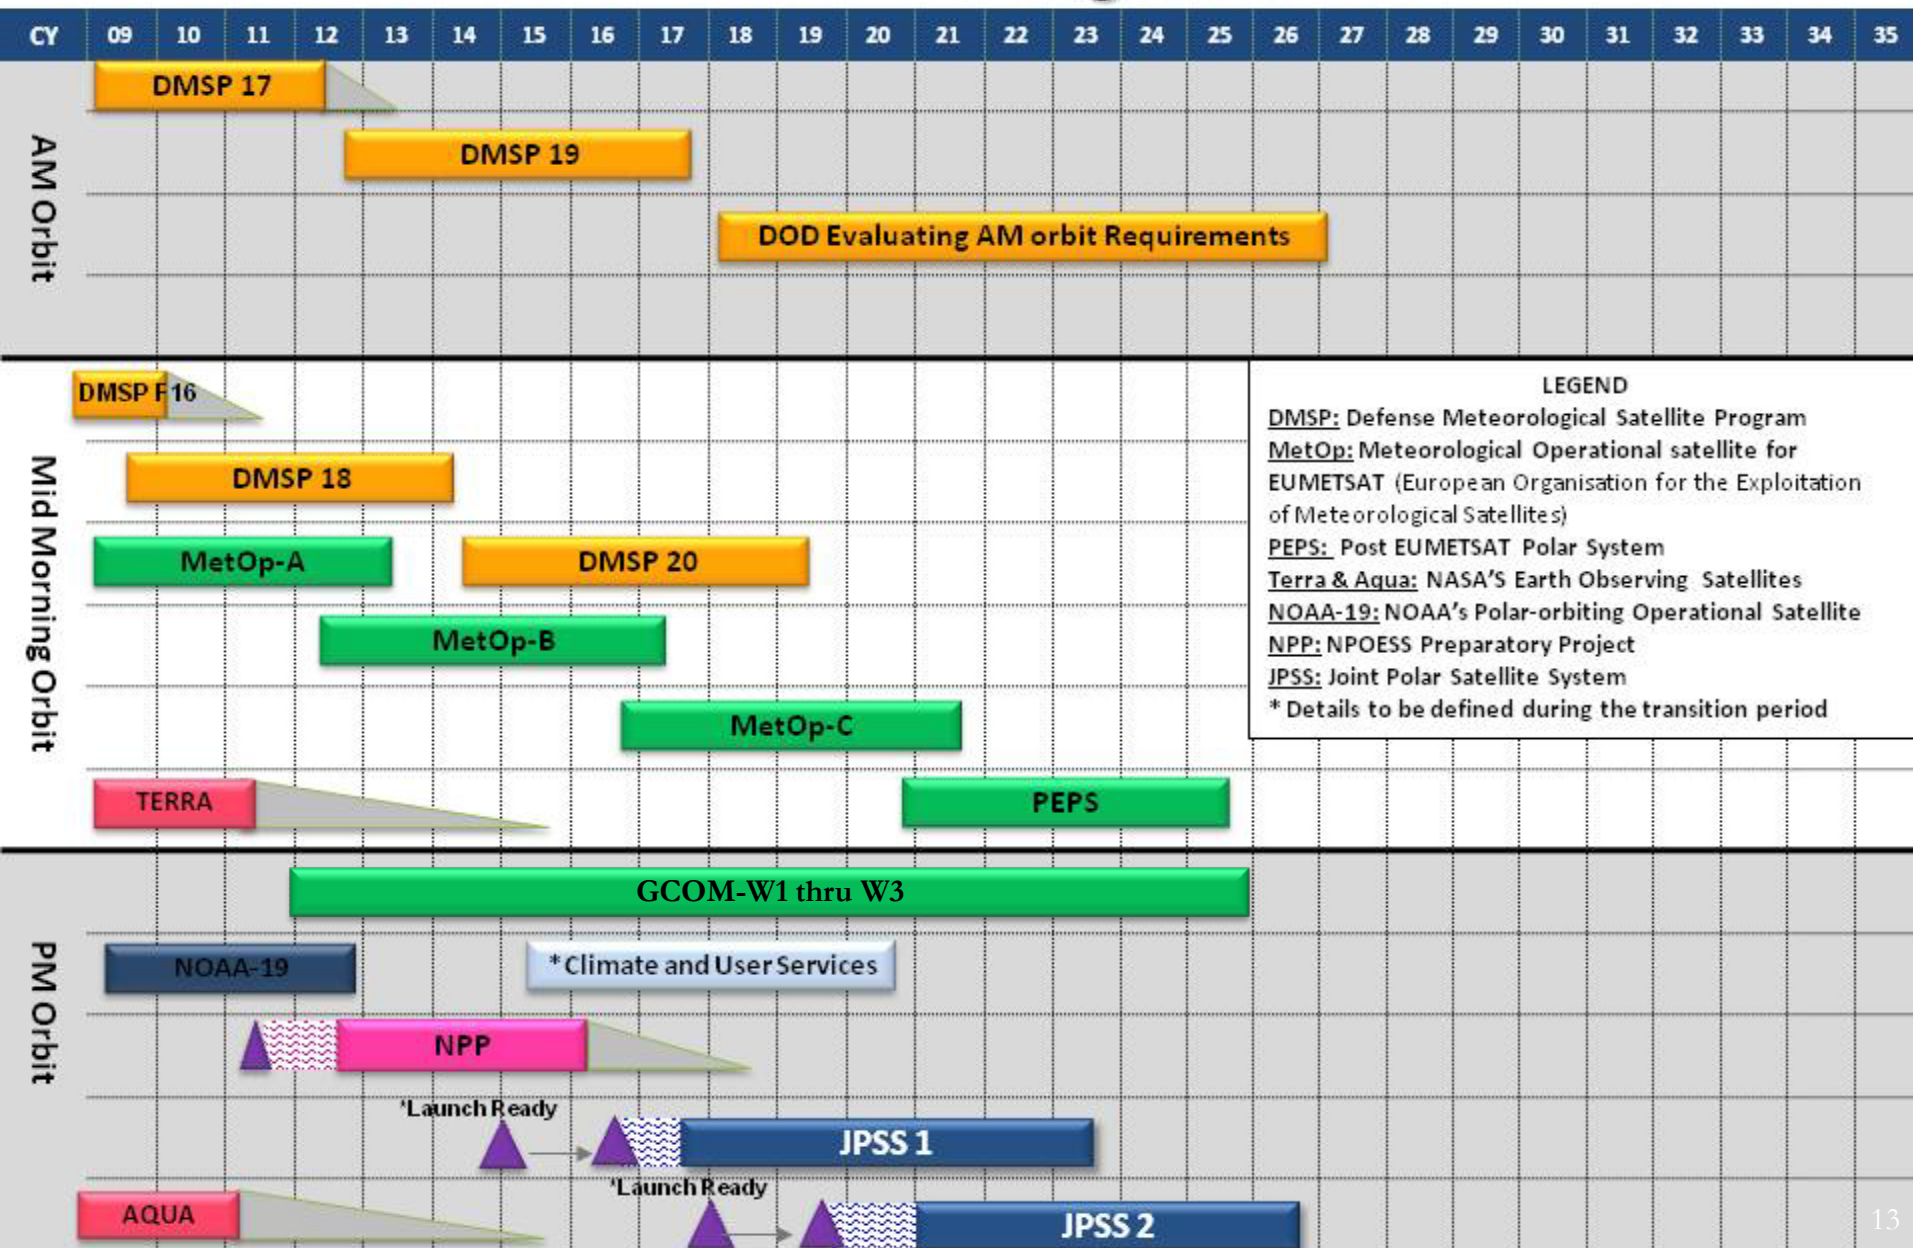 CY 09 10 11 12 13 14 15 16 17 18 19 20 21 22 23 24 25 26 27 28 29 30 31 32 33 34 35
AM Orbit
DMSP 17
DMSP 19
DOD Evaluating AM orbit Requirements
Mid Morning Orbit
DMSP F16
DMSP 18
MetOp-A
DMSP 20
MetOp-B
MetOp-C
TERRA
PEPS
LEGEND
DMSP: Defense Meteorological Satellite Program
MetOp: Meteorological Operational satellite for
EUMETSAT (European Organisation for the Exploitation
of Meteorological Satellites)
PEPS: Post EUMETSAT Polar System
Terra & Aqua: NASA'S Earth Observing Satellites
NOAA-19: NOAA's Polar-orbiting Operational Satellite
NPP: NPOESS Preparatory Project
JPSS: Joint Polar Satellite System
* Details to be defined during the transition period
PM Orbit
GCOM-W1 thru W3
NOAA-19
* Climate and User Services
NPP
*Launch Ready
JPSS 1
*Launch Ready
AQUA
JPSS 2
13